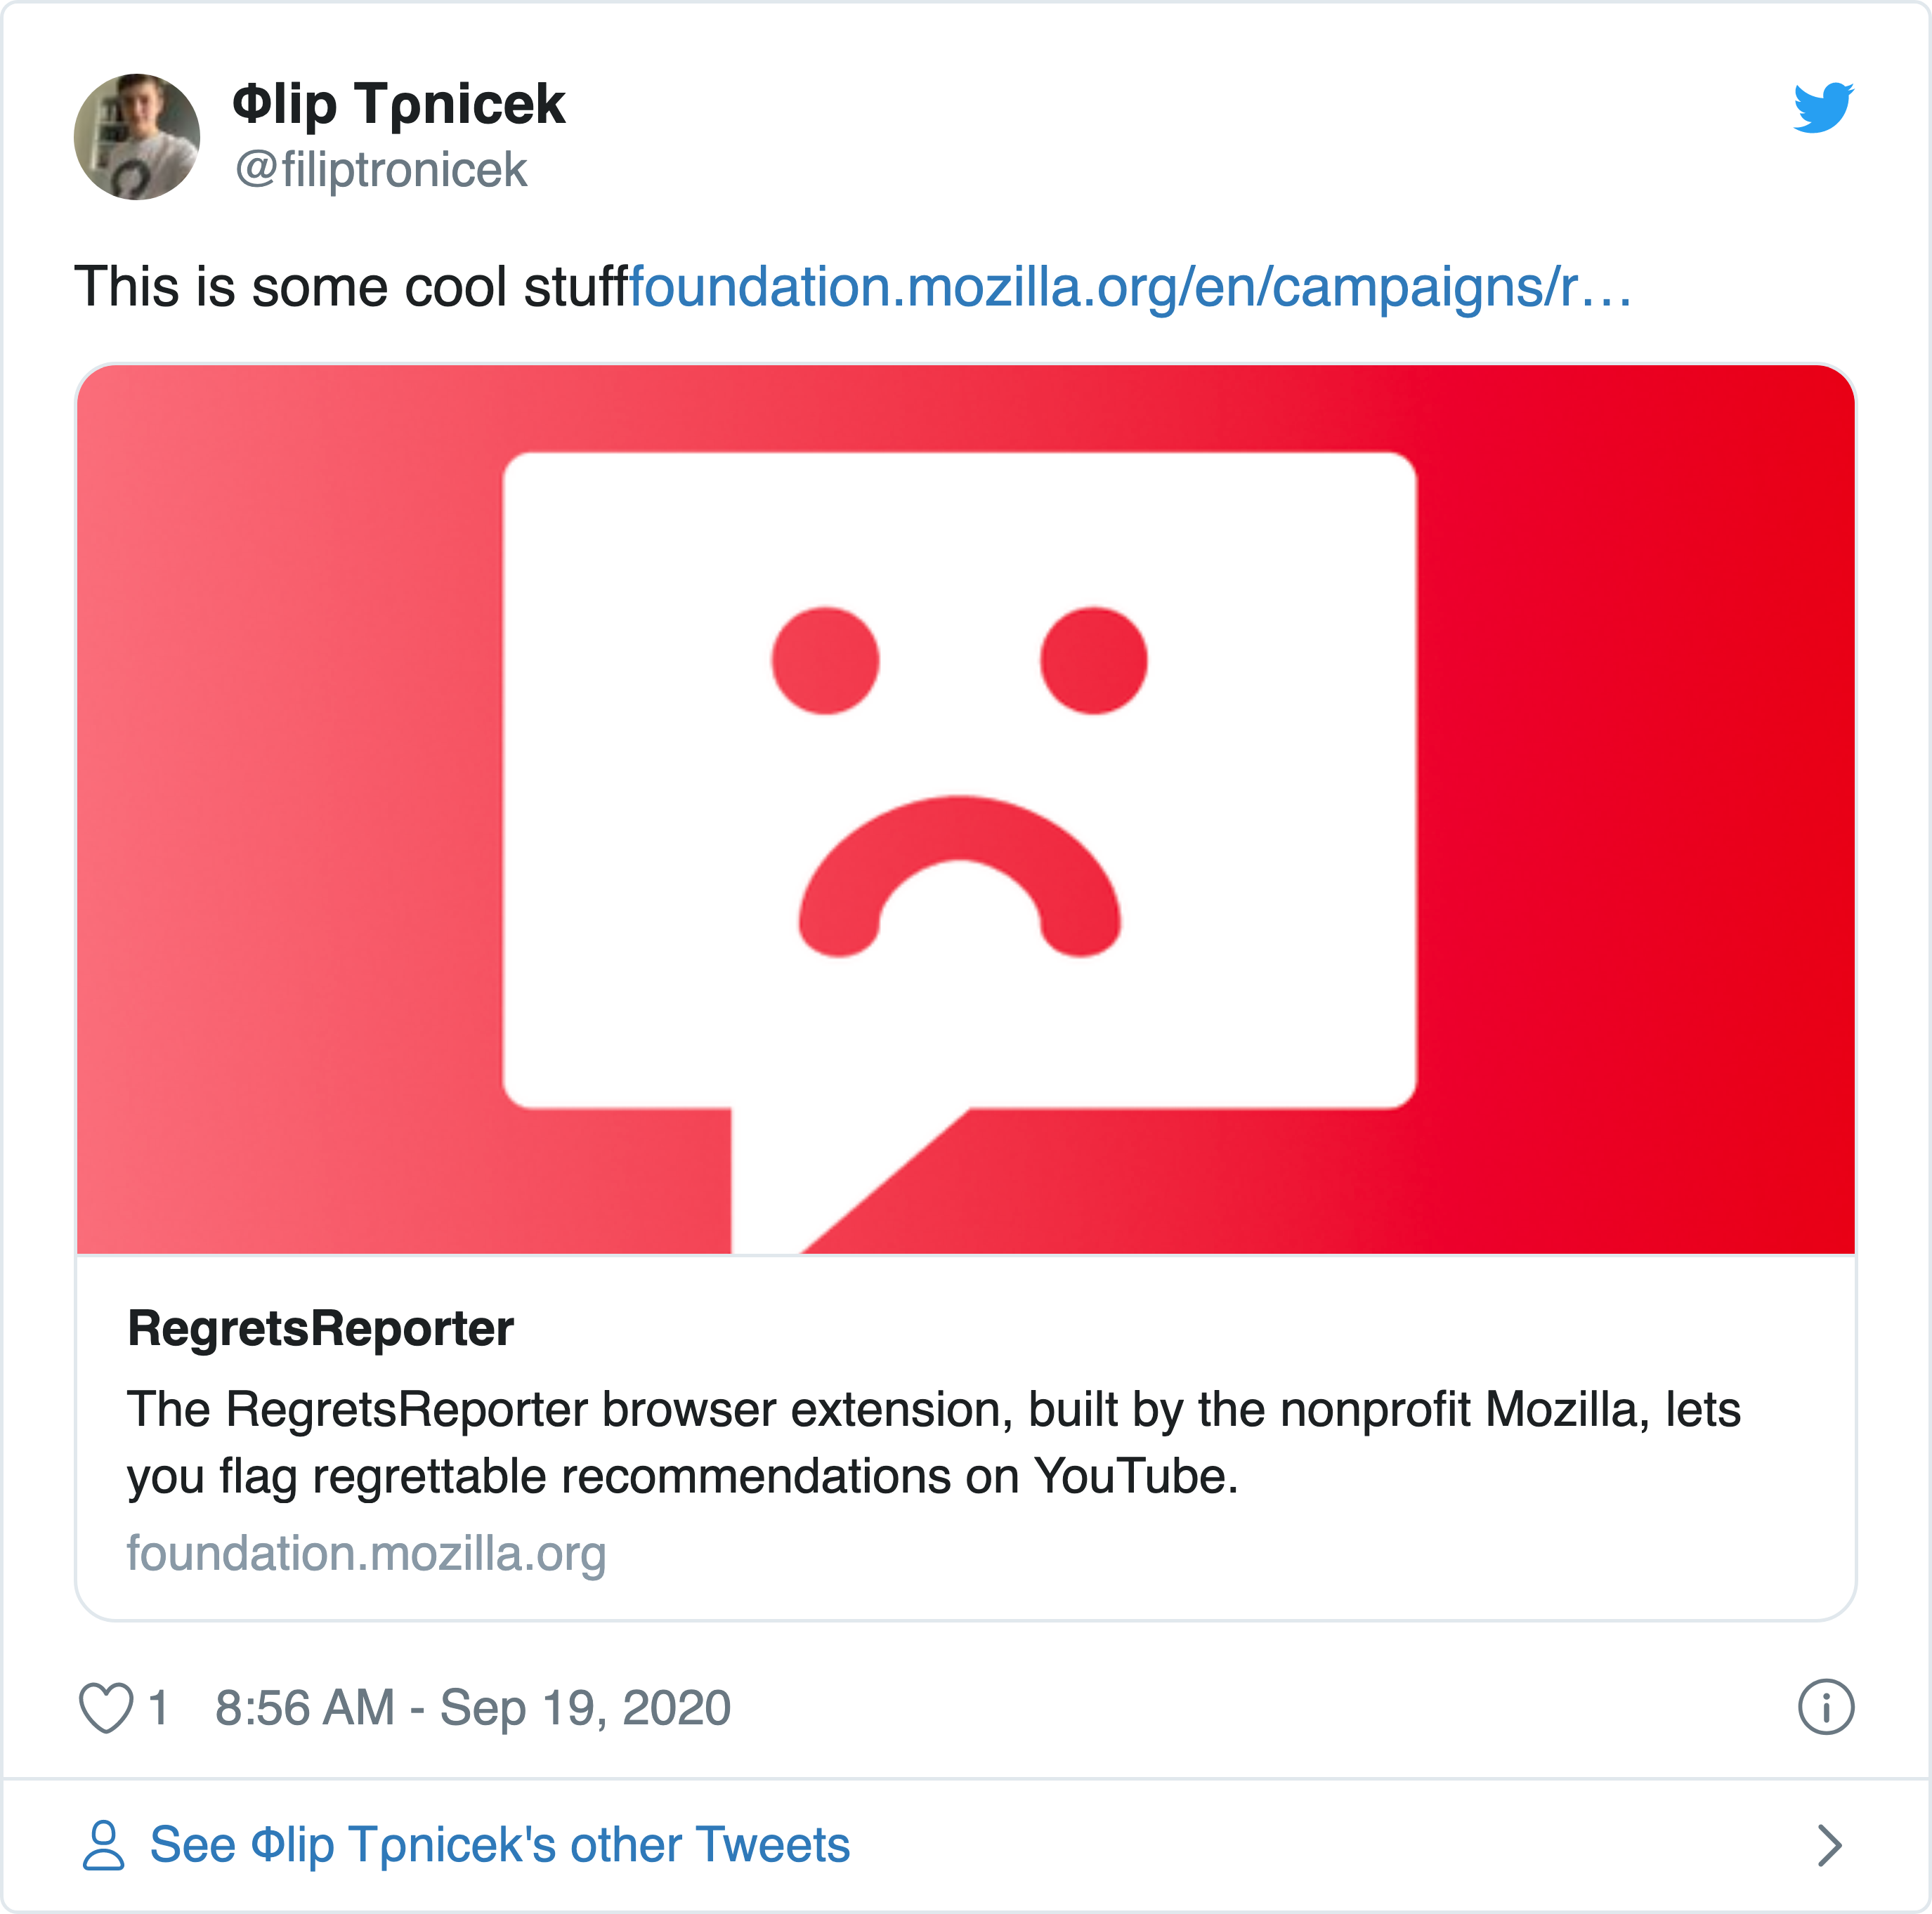 Φlip Tρnicek
@filiptronicek
This is some cool stufffoundation.mozilla.org/en/campaigns/r…
RegretsReporter
The RegretsReporter browser extension, built by the nonprofit Mozilla, lets
you flag regrettable recommendations on YouTube.
foundation.mozilla.org
1 8:56 AM - Sep 19, 2020
See Φlip Tρnicek's other Tweets